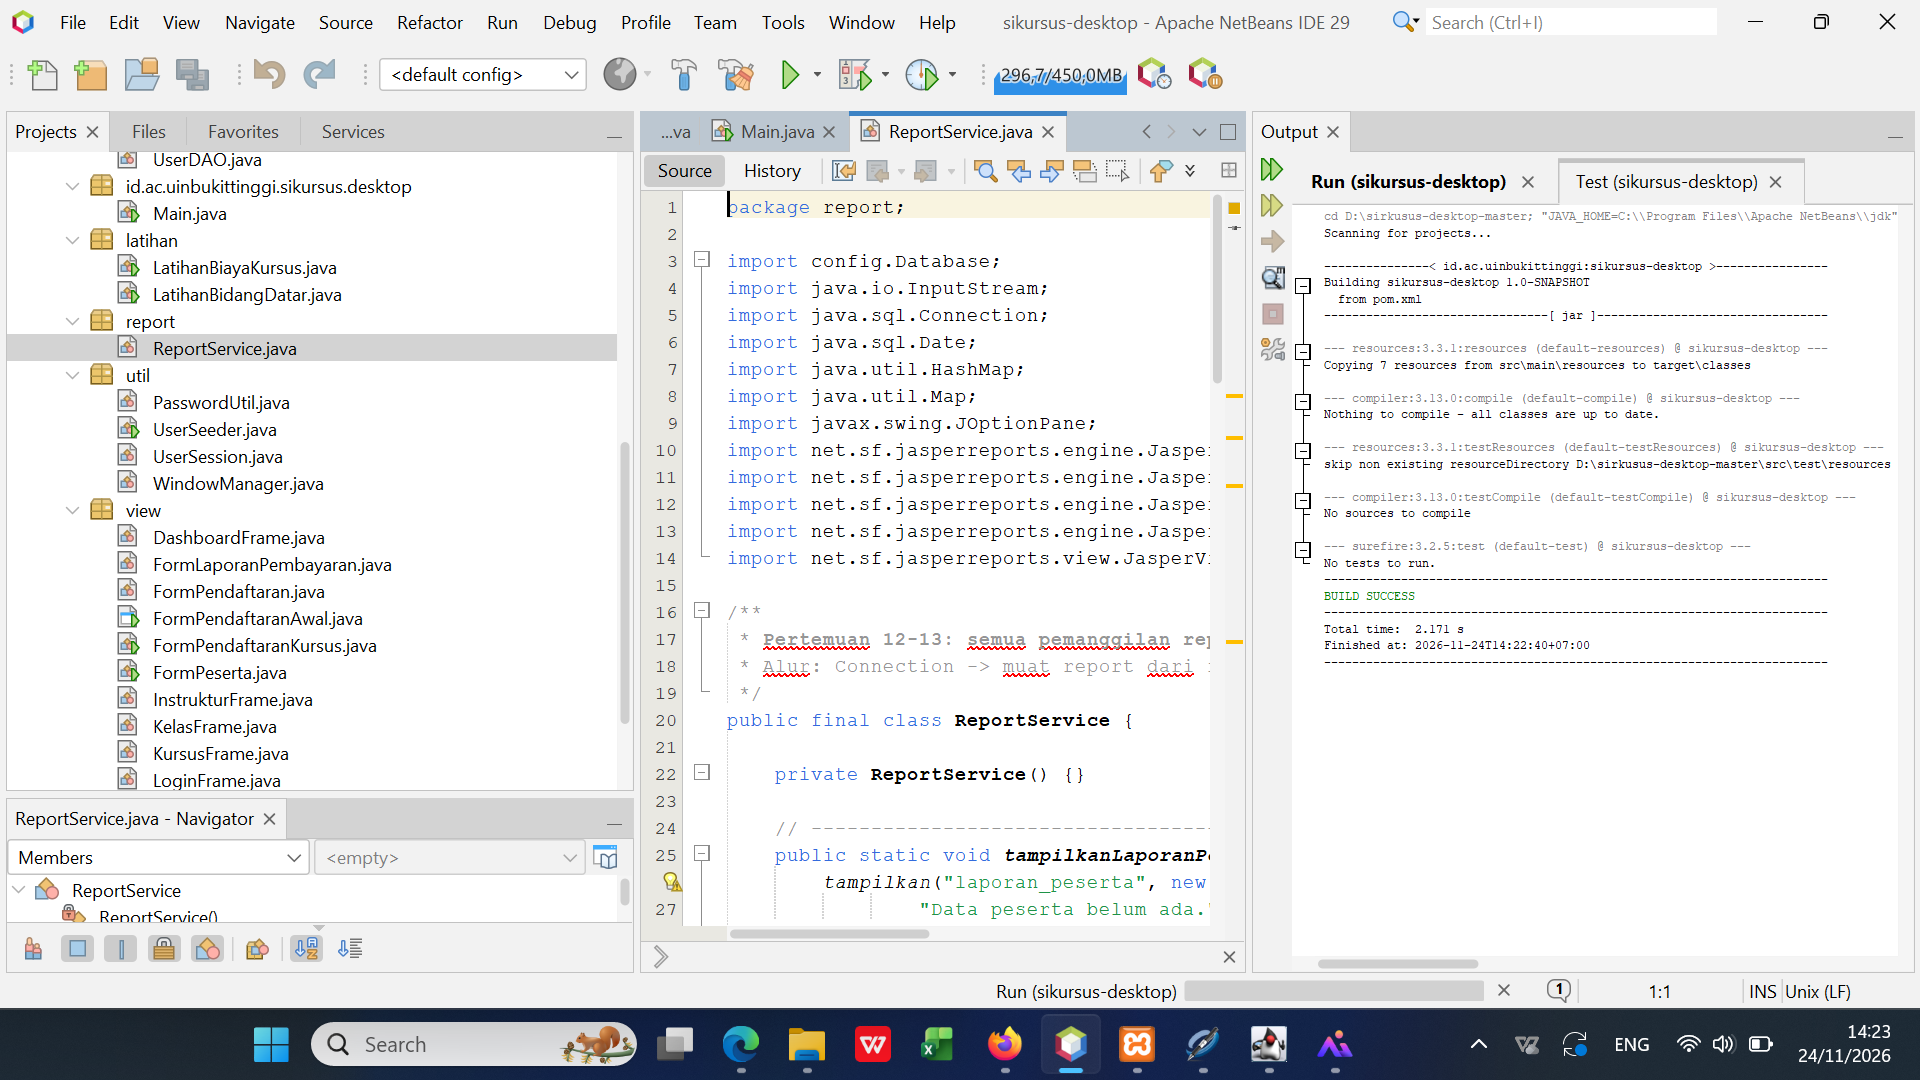 File Edit View Navigate Source Refactor Run Debug Profile Team Tools Window Help
sikursus-desktop - Apache NetBeans IDE 29
Search (Ctrl+I)
<default config>
296,7/450,0MB
Projects
Files
Favorites
Services
UserDAO.java
id.ac.uinbukittinggi.sikursus.desktop
Main.java
latihan
LatihanBiayaKursus.java
LatihanBidangDatar.java
report
ReportService.java
util
PasswordUtil.java
UserSeeder.java
UserSession.java
WindowManager.java
view
DashboardFrame.java
FormLaporanPembayaran.java
FormPendaftaran.java
FormPendaftaranAwal.java
FormPendaftaranKursus.java
FormPeserta.java
InstrukturFrame.java
KelasFrame.java
KursusFrame.java
LoginFrame.java
ReportService.java - Navigator
Members
<empty>
ReportService
ReportService()
...va
Main.java
ReportService.java
Source
History
1 package report;
2
3 import config.Database;
4 import java.io.InputStream;
5 import java.sql.Connection;
6 import java.sql.Date;
7 import java.util.HashMap;
8 import java.util.Map;
9 import javax.swing.JOptionPane;
10 import net.sf.jasperreports.engine.Jasper
11 import net.sf.jasperreports.engine.Jasper
12 import net.sf.jasperreports.engine.Jasper
13 import net.sf.jasperreports.engine.Jasper
14 import net.sf.jasperreports.view.JasperV
15
16 /**
17 * Pertemuan 12-13: semua pemanggilan rep
18 * Alur: Connection -> muat report dari
19 */
20 public final class ReportService {
21
22 private ReportService() {}
23
24 // ---------------------------------
25 public static void tampilkanLaporanPe
tampilkan("laporan_peserta", new
27 "Data peserta belum ada."
Output
Run (sikursus-desktop)
Test (sikursus-desktop)
cd D:\sirkusus-desktop-master; "JAVA_HOME=C:\\Program Files\\Apache NetBeans\\jdk"
Scanning for projects...
---------------< id.ac.uinbukittinggi:sikursus-desktop >----------------
Building sikursus-desktop 1.0-SNAPSHOT
from pom.xml
--------------------------------[ jar ]---------------------------------
--- resources:3.3.1:resources (default-resources) @ sikursus-desktop ---
Copying 7 resources from src\main\resources to target\classes
--- compiler:3.13.0:compile (default-compile) @ sikursus-desktop ---
Nothing to compile - all classes are up to date.
--- resources:3.3.1:testResources (default-testResources) @ sikursus-desktop ---
skip non existing resourceDirectory D:\sirkusus-desktop-master\src\test\resources
--- compiler:3.13.0:testCompile (default-testCompile) @ sikursus-desktop ---
No sources to compile
--- surefire:3.2.5:test (default-test) @ sikursus-desktop ---
No tests to run.
------------------------------------------------------------------------
BUILD SUCCESS
------------------------------------------------------------------------
Total time: 2.171 s
Finished at: 2026-11-24T14:22:40+07:00
------------------------------------------------------------------------
Run (sikursus-desktop)
1
1:1
INS
Unix (LF)
Search
ENG
14:23
24/11/2026